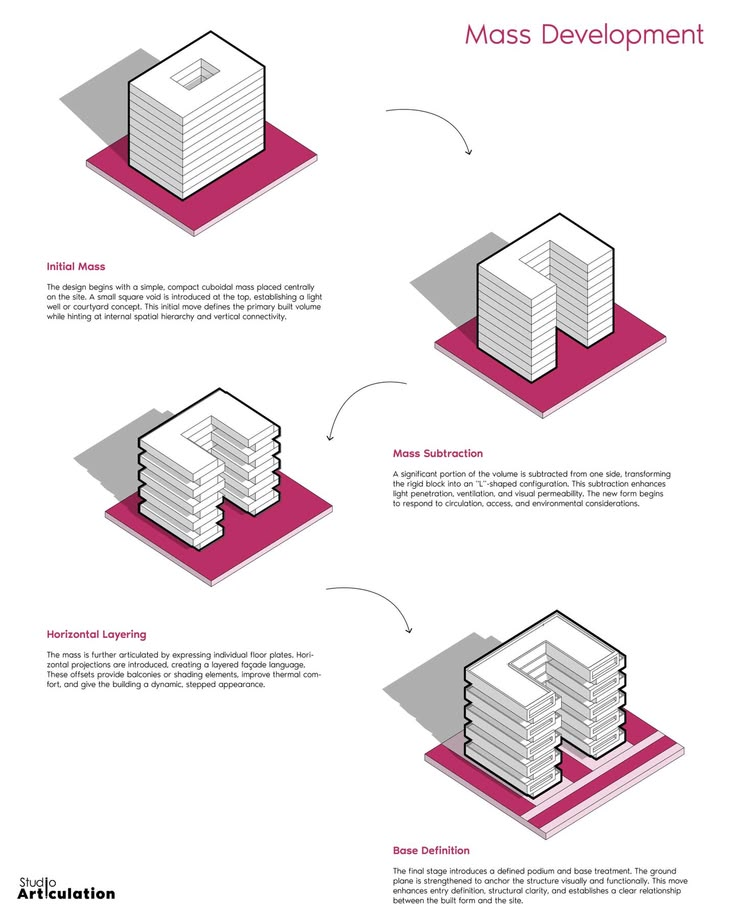 Mass Development
Initial Mass
The design begins with a simple, compact cuboidal mass placed centrally
on the site. A small square void is introduced at the top, establishing a light
well or courtyard concept. This initial move defines the primary built volume
while hinting at internal spatial hierarchy and vertical connectivity.
Mass Subtraction
A significant portion of the volume is subtracted from one side, transforming
the rigid block into an "L"-shaped configuration. This subtraction enhances
light penetration, ventilation, and visual permeability. The new form begins
to respond to circulation, access, and environmental considerations.
Horizontal Layering
The mass is further articulated by expressing individual floor plates. Hori-
zontal projections are introduced, creating a layered façade language.
These offsets provide balconies or shading elements, improve thermal com-
fort, and give the building a dynamic, stepped appearance.
Base Definition
The final stage introduces a defined podium and base treatment. The ground
plane is strengthened to anchor the structure visually and functionally. This move
enhances entry definition, structural clarity, and establishes a clear relationship
between the built form and the site.
Studio
Articulation